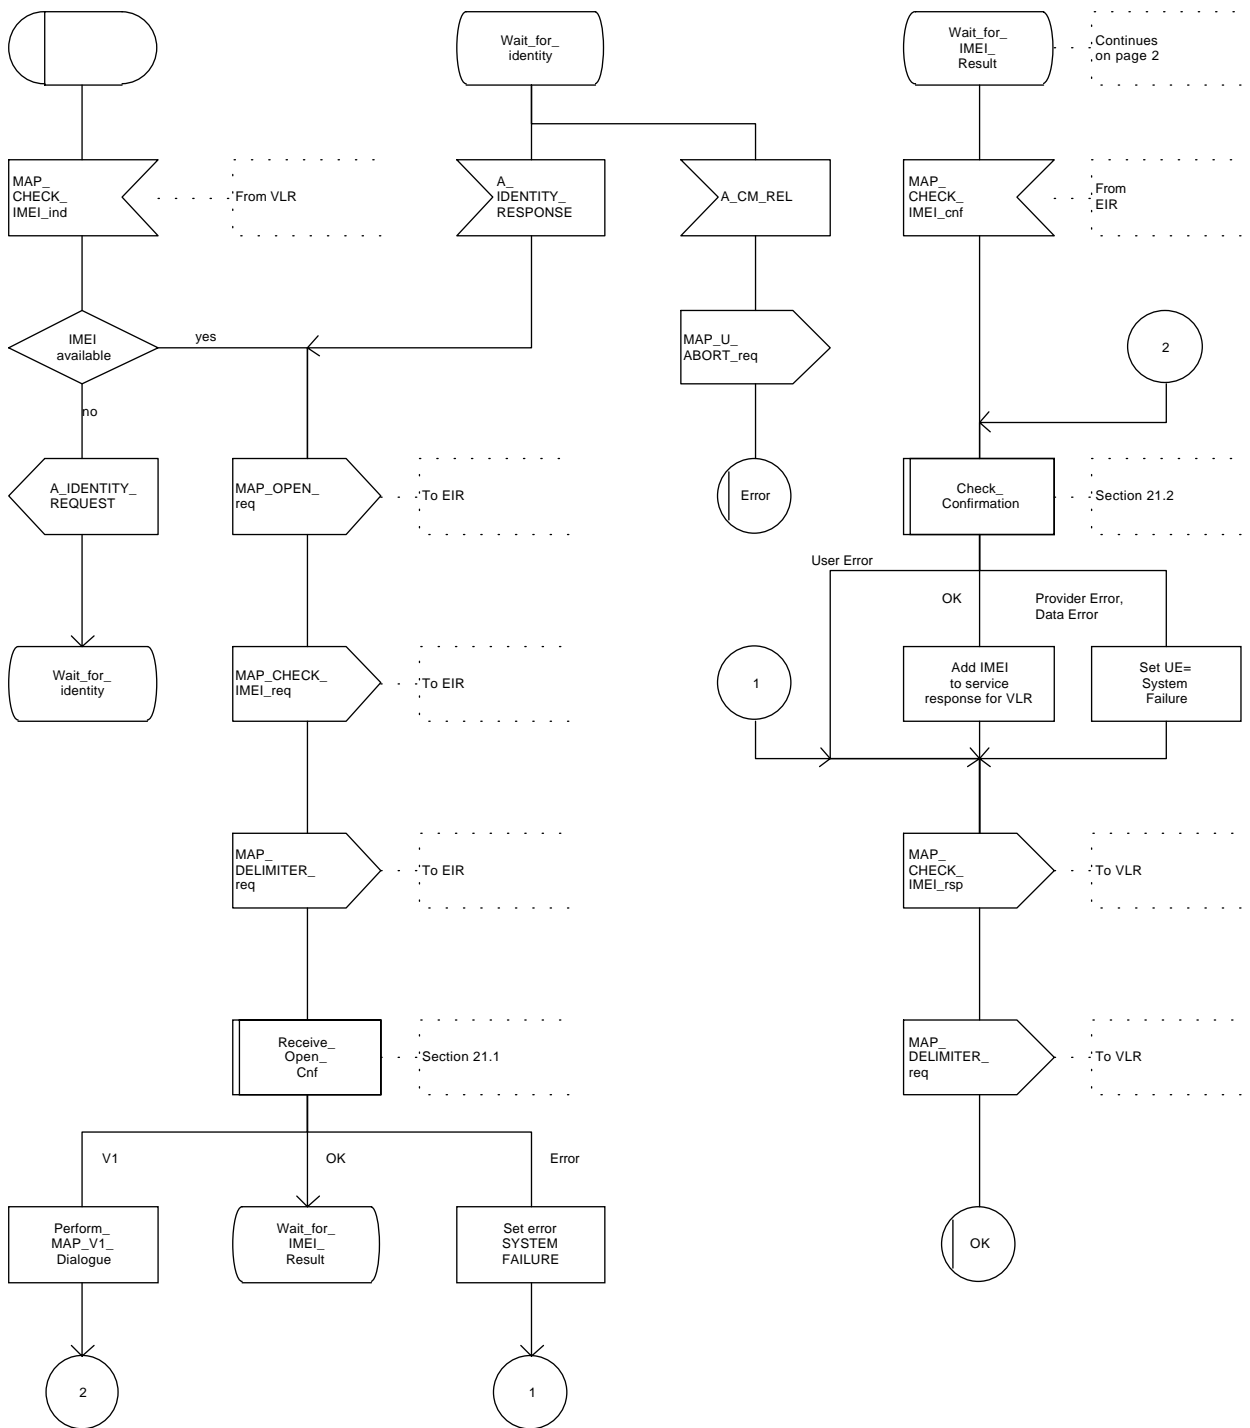 Wait_for_
identity
Wait_for_
IMEI_
Result
Continues
on page 2
MAP_
CHECK_
IMEI_ind
From VLR
A_
IDENTITY_
RESPONSE
A_CM_REL
MAP_
CHECK_
IMEI_cnf
From
EIR
IMEI
available
yes
no
MAP_U_
ABORT_req
2
A_IDENTITY_
REQUEST
MAP_OPEN_
req
To EIR
Error
Check_
Confirmation
Section 21.2
User Error
OK
Provider Error,
Data Error
Wait_for_
identity
MAP_CHECK_
IMEI_req
To EIR
1
Add IMEI
to service
response for VLR
Set UE=
System
Failure
MAP_
DELIMITER_
req
To EIR
MAP_
CHECK_
IMEI_rsp
To VLR
Receive_
Open_
Cnf
Section 21.1
MAP_
DELIMITER_
req
To VLR
V1
OK
Error
Perform_
MAP_V1_
Dialogue
Wait_for_
IMEI_
Result
Set error
SYSTEM
FAILURE
OK
2
1